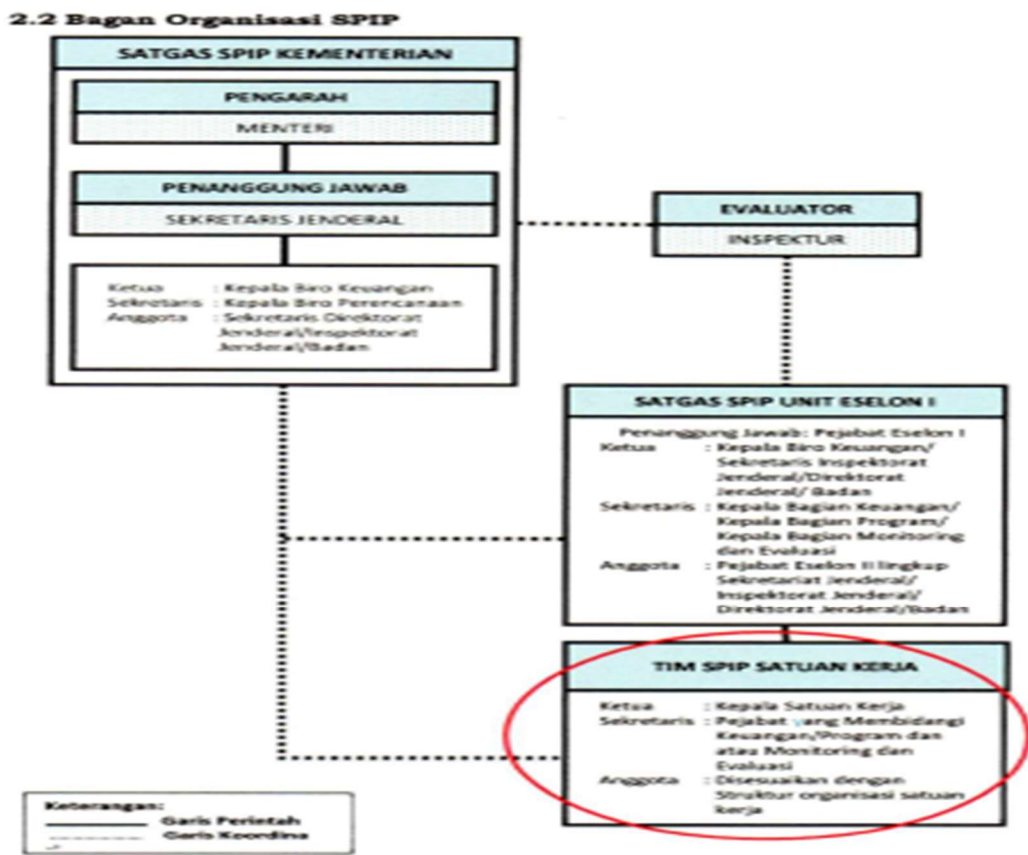 2.2 Bagan Organisasi SPIP
SATGAS SPIP KEMENTERIAN
PENGARAH
MENTERI
PENANGGUNG JAWAB
SEKRETARIS JENDERAL
Ketua : Kepala Biro Keuangan
Sekretaris : Kepala Biro Perencanaan
Anggota : Sekretaris Direktorat
Jenderal/Inspektorat
Jenderal/Badan
EVALUATOR
INSPEKTUR
SATGAS SPIP UNIT ESELON I
Penanggung Jawab: Pejabat Eselon I
Ketua : Kepala Biro Keuangan/
Sekretaris Inspektorat
Jenderal/Direktorat
Jenderal/ Badan
Sekretaris : Kepala Bagian Keuangan/
Kepala Bagian Program/
Kepala Bagian Monitoring
dan Evaluasi
Anggota : Pejabat Eselon II lingkup
Sekretariat Jenderal/
Inspektorat Jenderal/
Direktorat Jenderal/Badan
TIM SPIP SATUAN KERJA
Ketua : Kepala Satuan Kerja
Sekretaris : Pejabat yang Membidangi
Keuangan/Program dan
atau Monitoring dan
Evaluasi
Anggota : Disesuaikan dengan
Struktur organisasi satuan
kerja
Keterangan:
Garis Perintah
Garis Koordina